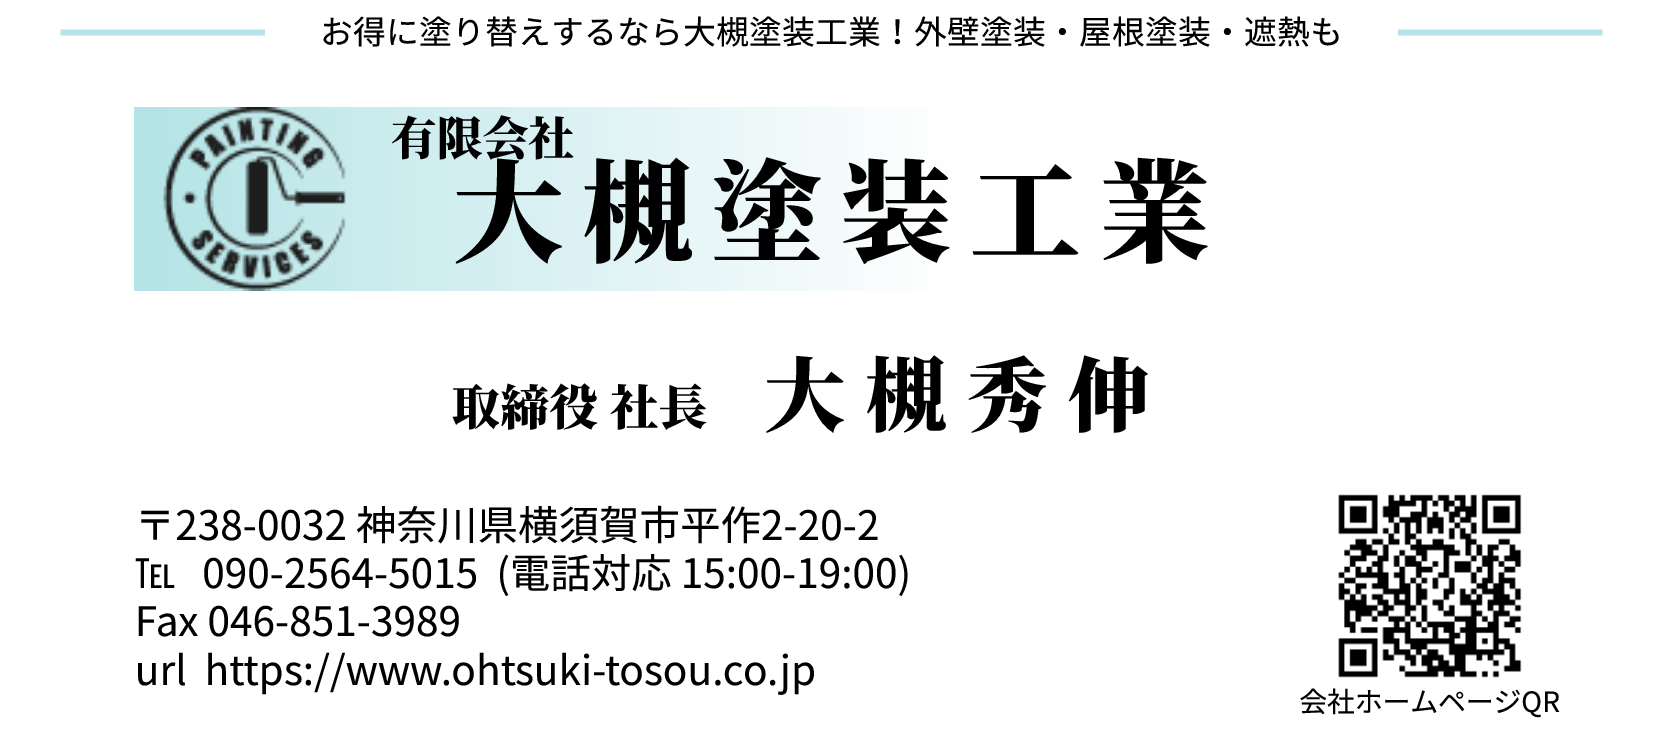 お得に塗り替えするなら大槻塗装工業！外壁塗装・屋根塗装・遮熱も
PAINTING
SERVICES
有限会社
大槻塗装工業
取締役 社長 大槻秀伸
〒238-0032 神奈川県横須賀市平作2-20-2
℡ 090-2564-5015 (電話対応 15:00-19:00)
Fax 046-851-3989
url https://www.ohtsuki-tosou.co.jp
会社ホームページQR